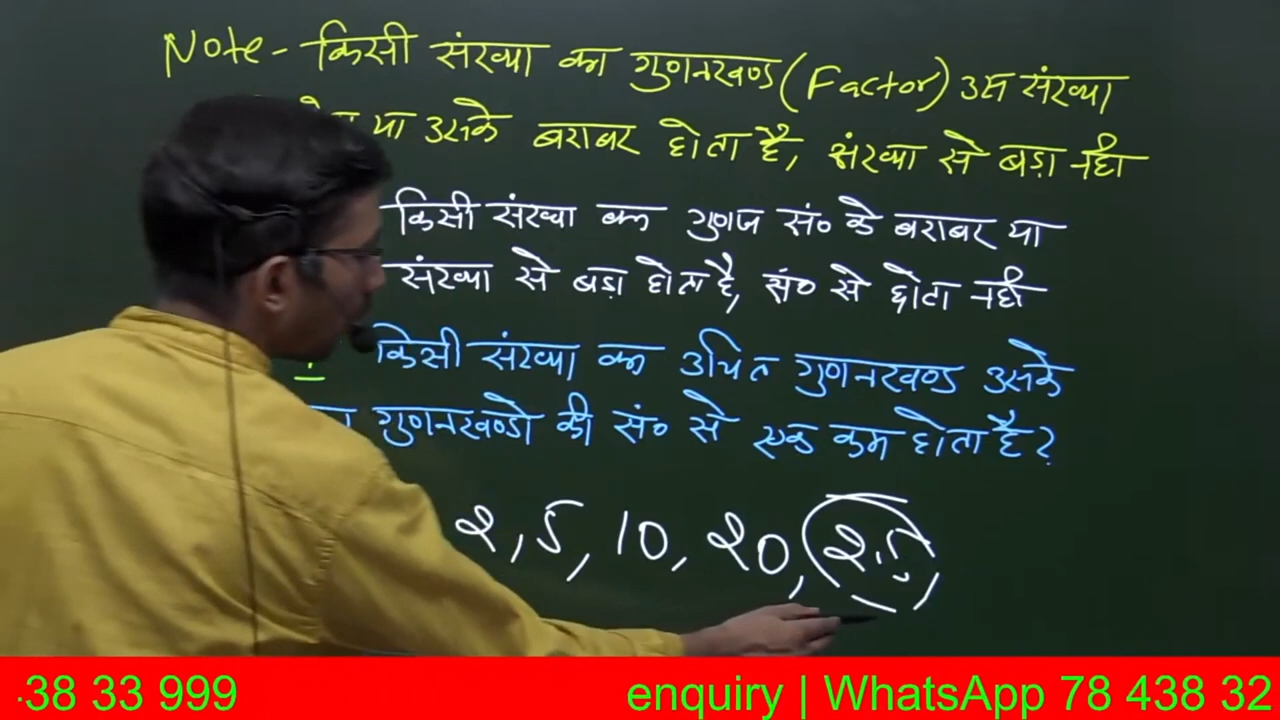 Note - किसी संख्या का गुणनखण्ड (Factor) उस संख्या
या उसके बराबर होता है, संख्या से बड़ा नही
किसी संख्या का गुणज सं० के बराबर या
संख्या से बड़ा होता है, सं० से छोटा नही
किसी संख्या का उचित गुणनखण्ड उसके
गुणनखण्डो की सं० से एक कम होता है?
2, 5, 10, 20,
.38 33 999 enquiry | WhatsApp 78 438 32